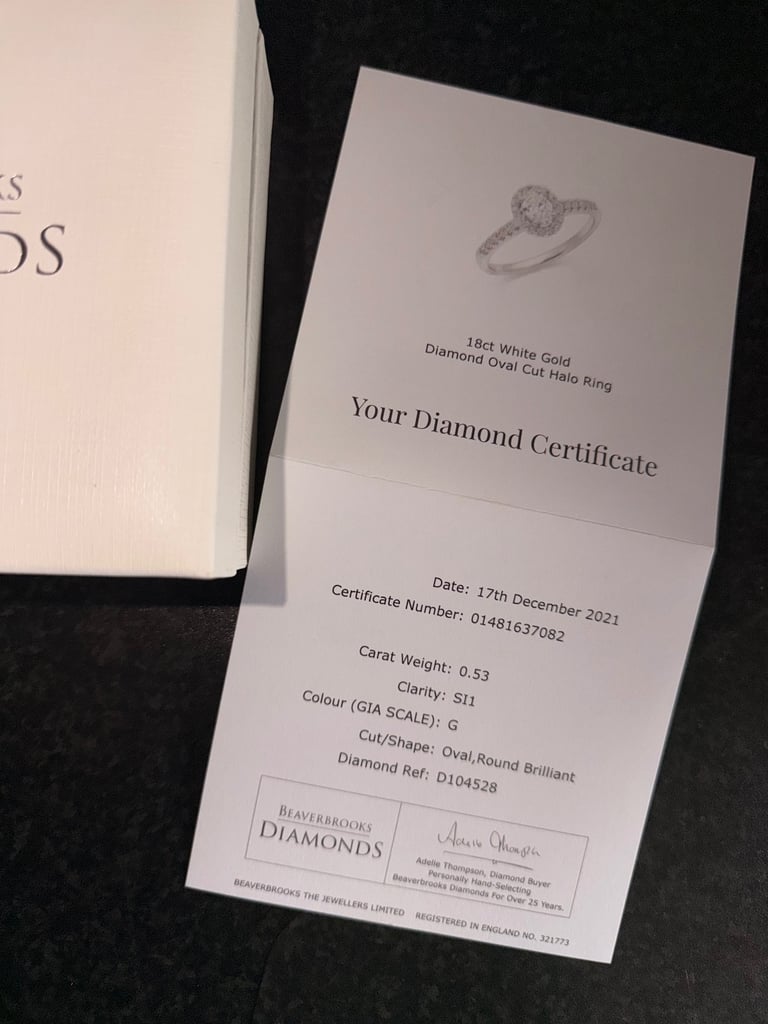 KS
DS
18ct White Gold
Diamond Oval Cut Halo Ring
Your Diamond Certificate
Date: 17th December 2021
Certificate Number: 01481637082
Carat Weight: 0.53
Clarity: SI1
Colour (GIA SCALE): G
Cut/Shape: Oval,Round Brilliant
Diamond Ref: D104528
BEAVERBROOKS
DIAMONDS
Adelie Thompson, Diamond Buyer
Personally Hand-Selecting
Beaverbrooks Diamonds For Over 25 Years.
BEAVERBROOKS THE JEWELLERS LIMITED REGISTERED IN ENGLAND NO. 321773